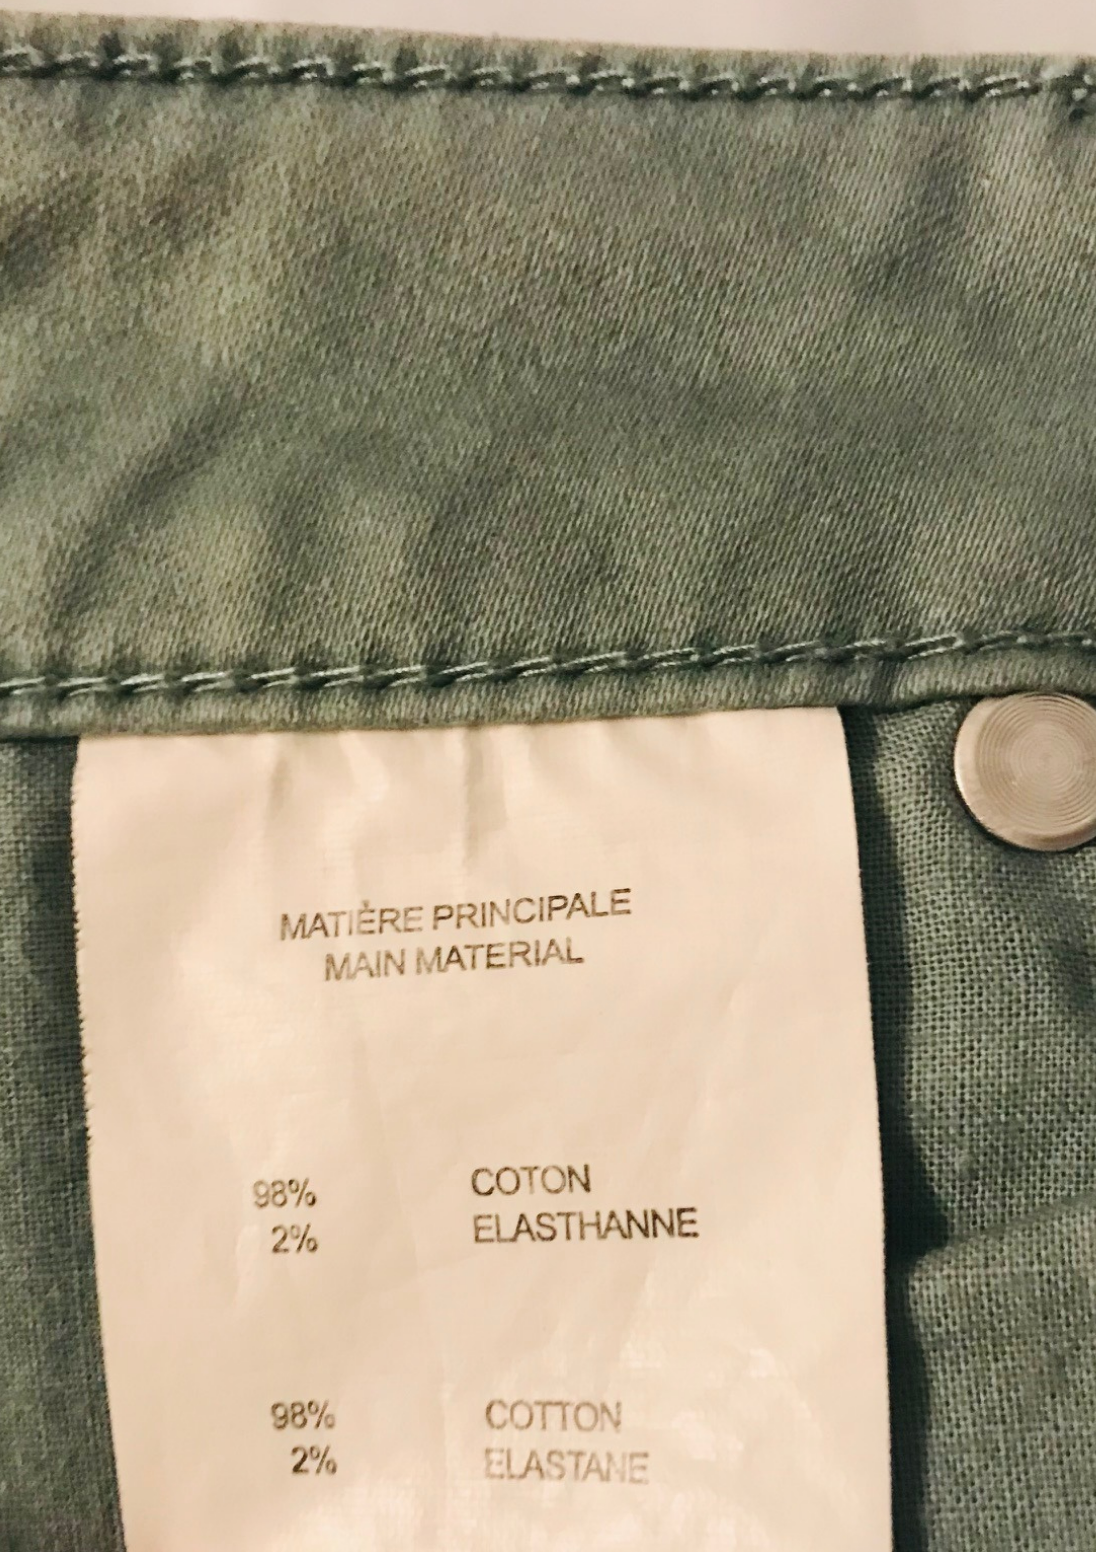 MATIÈRE PRINCIPALE
MAIN MATERIAL
98% COTON
2% ELASTHANNE
98% COTTON
2% ELASTANE